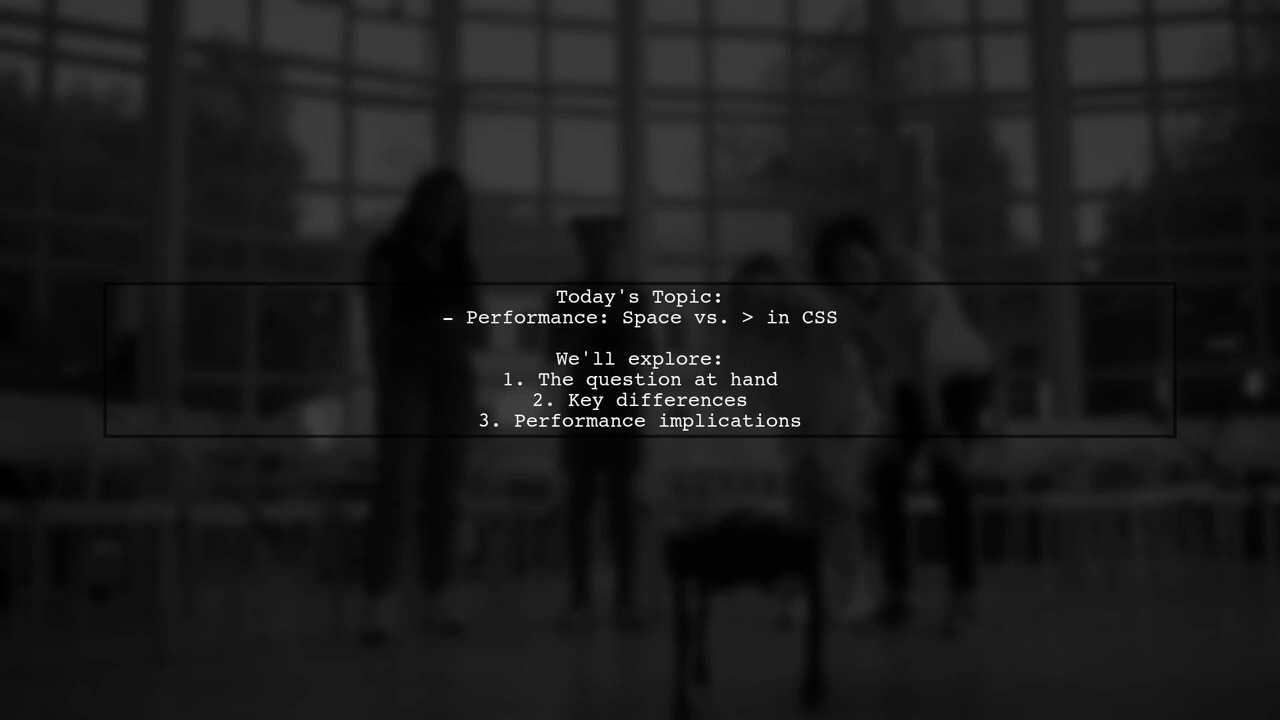 Today's Topic:
– Performance: Space vs. > in CSS
We'll explore:
1. The question at hand
2. Key differences
3. Performance implications